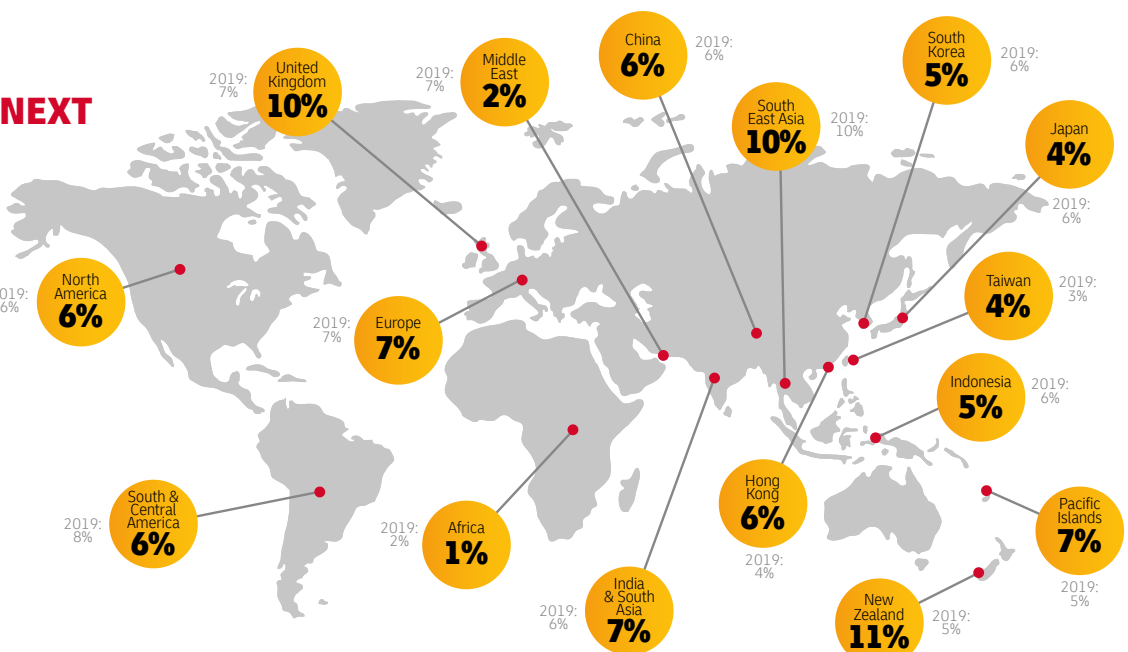 NEXT
United
Kingdom
10%
2019:
7%
Middle
East
2%
2019:
7%
China
6%
2019:
6%
South
East Asia
10%
2019:
10%
South
Korea
5%
2019:
6%
Japan
4%
2019:
6%
North
America
6%
019:
6%
Europe
7%
2019:
7%
Taiwan
4%
2019:
3%
Indonesia
5%
2019:
6%
South &
Central
America
6%
2019:
8%
Africa
1%
2019:
2%
India
& South
Asia
7%
2019:
6%
Hong
Kong
6%
2019:
4%
New
Zealand
11%
2019:
5%
Pacific
Islands
7%
2019:
5%